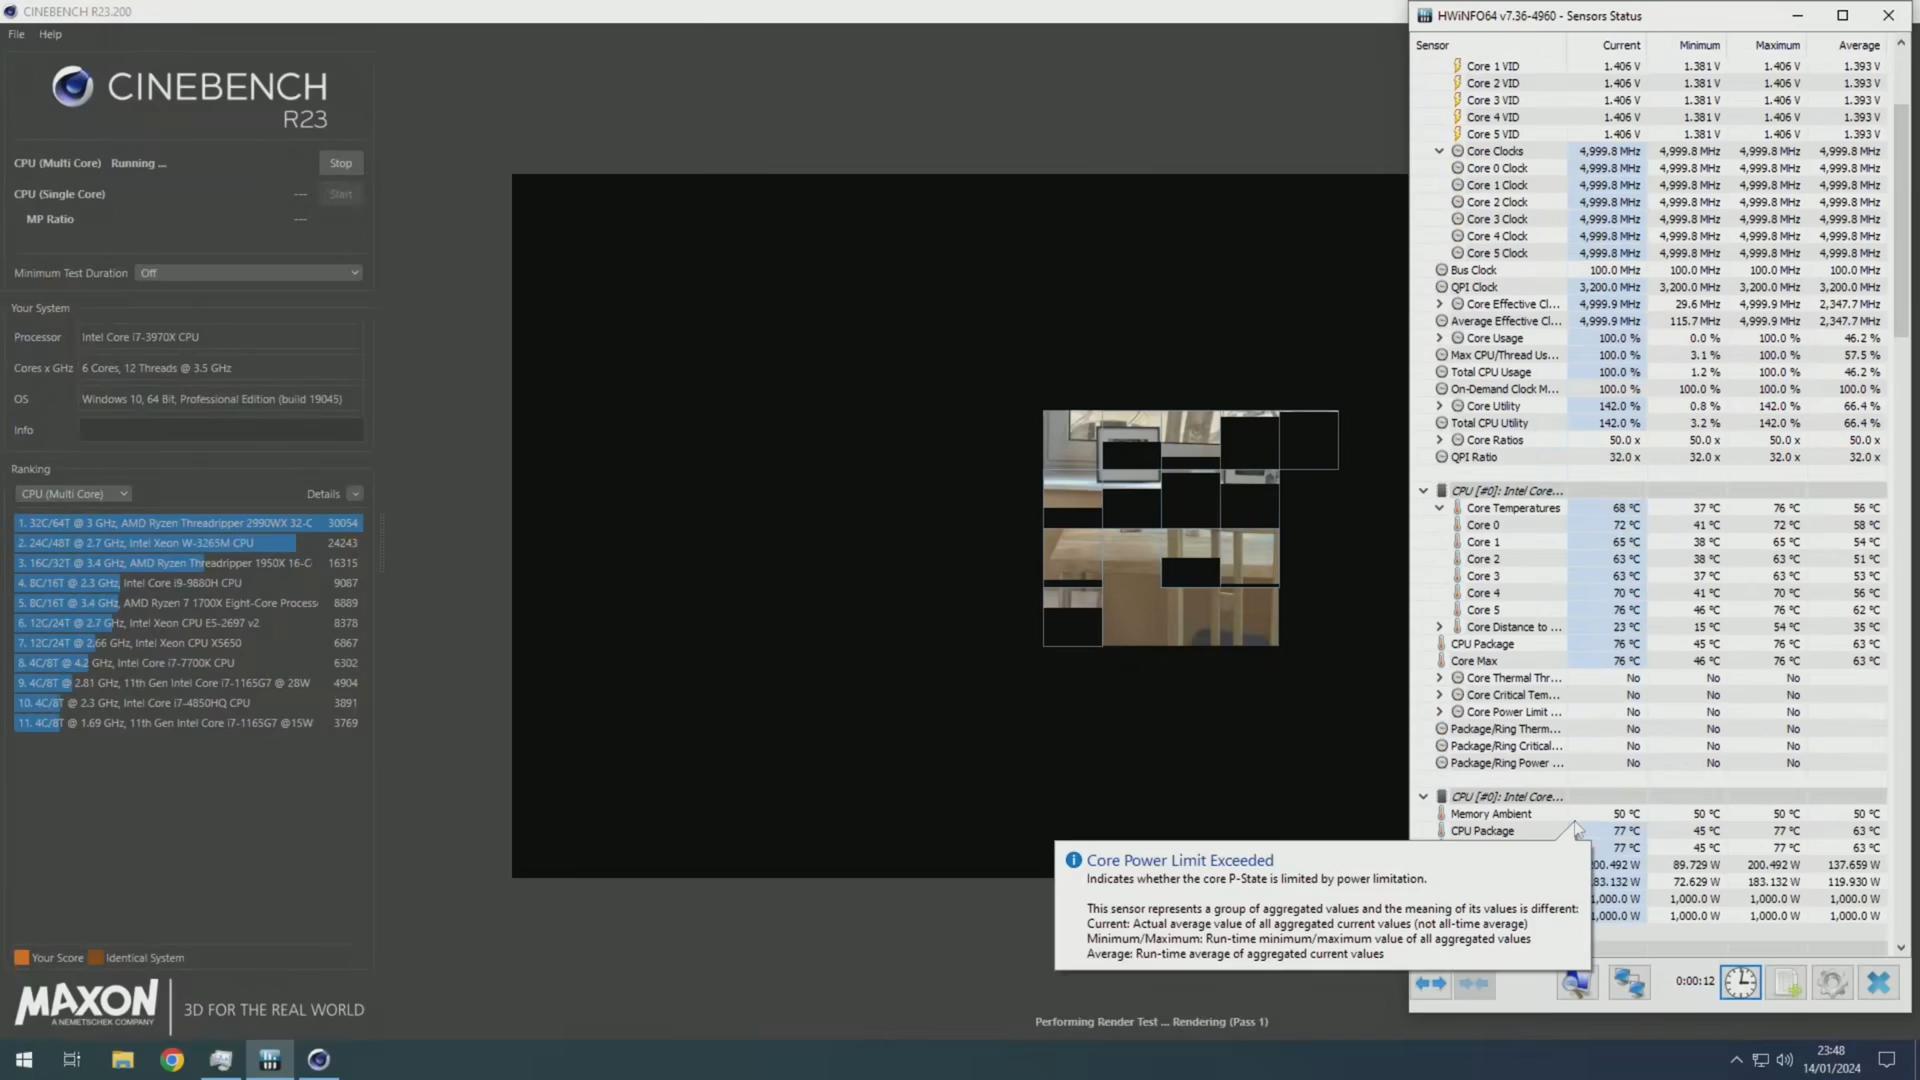 CINEBENCH R23.200
File Help
CINEBENCH
R23
CPU (Multi Core) Running ... Stop
CPU (Single Core) --- Start
MP Ratio ---
Minimum Test Duration Off
Your System
Processor Intel Core i7-3970X CPU
Cores x GHz 6 Cores, 12 Threads @ 3.5 GHz
OS Windows 10, 64 Bit, Professional Edition (build 19045)
Info
Ranking
CPU (Multi Core) Details
1. 32C/64T @ 3 GHz, AMD Ryzen Threadripper 2990WX 32-C 30054
2. 24C/48T @ 2.7 GHz, Intel Xeon W-3265M CPU 24243
3. 16C/32T @ 3.4 GHz, AMD Ryzen Threadripper 1950X 16-C 16315
4. 8C/16T @ 2.3 GHz, Intel Core i9-9880H CPU 9087
5. 8C/16T @ 3.4 GHz, AMD Ryzen 7 1700X Eight-Core Process 8889
6. 12C/24T @ 2.7 GHz, Intel Xeon CPU E5-2697 v2 8378
7. 12C/24T @ 2.66 GHz, Intel Xeon CPU X5650 6867
8. 4C/8T @ 4.2 GHz, Intel Core i7-7700K CPU 6302
9. 4C/8T @ 2.81 GHz, 11th Gen Intel Core i7-1165G7 @ 28W 4904
10. 4C/8T @ 2.3 GHz, Intel Core i7-4850HQ CPU 3891
11. 4C/8T @ 1.69 GHz, 11th Gen Intel Core i7-1165G7 @15W 3769
Your Score Identical System
MAXON
A NEMETSCHEK COMPANY
3D FOR THE REAL WORLD
Performing Render Test ... Rendering (Pass 1)
HWiNFO64 v7.36-4960 - Sensors Status
Sensor Current Minimum Maximum Average
Core 1 VID 1.406 V 1.381 V 1.406 V 1.393 V
Core 2 VID 1.406 V 1.381 V 1.406 V 1.393 V
Core 3 VID 1.406 V 1.381 V 1.406 V 1.393 V
Core 4 VID 1.406 V 1.381 V 1.406 V 1.393 V
Core 5 VID 1.406 V 1.381 V 1.406 V 1.393 V
Core Clocks 4,999.8 MHz 4,999.8 MHz 4,999.8 MHz 4,999.8 MHz
Core 0 Clock 4,999.8 MHz 4,999.8 MHz 4,999.8 MHz 4,999.8 MHz
Core 1 Clock 4,999.8 MHz 4,999.8 MHz 4,999.8 MHz 4,999.8 MHz
Core 2 Clock 4,999.8 MHz 4,999.8 MHz 4,999.8 MHz 4,999.8 MHz
Core 3 Clock 4,999.8 MHz 4,999.8 MHz 4,999.8 MHz 4,999.8 MHz
Core 4 Clock 4,999.8 MHz 4,999.8 MHz 4,999.8 MHz 4,999.8 MHz
Core 5 Clock 4,999.8 MHz 4,999.8 MHz 4,999.8 MHz 4,999.8 MHz
Bus Clock 100.0 MHz 100.0 MHz 100.0 MHz 100.0 MHz
QPI Clock 3,200.0 MHz 3,200.0 MHz 3,200.0 MHz 3,200.0 MHz
Core Effective Cl... 4,999.9 MHz 29.6 MHz 4,999.9 MHz 2,347.7 MHz
Average Effective Cl... 4,999.9 MHz 115.7 MHz 4,999.9 MHz 2,347.7 MHz
Core Usage 100.0 % 0.0 % 100.0 % 46.2 %
Max CPU/Thread Us... 100.0 % 3.1 % 100.0 % 57.5 %
Total CPU Usage 100.0 % 1.2 % 100.0 % 46.2 %
On-Demand Clock M... 100.0 % 100.0 % 100.0 % 100.0 %
Core Utility 142.0 % 0.8 % 142.0 % 66.4 %
Total CPU Utility 142.0 % 3.2 % 142.0 % 66.4 %
Core Ratios 50.0 x 50.0 x 50.0 x 50.0 x
QPI Ratio 32.0 x 32.0 x 32.0 x 32.0 x
CPU [#0]: Intel Core...
Core Temperatures 68 °C 37 °C 76 °C 56 °C
Core 0 72 °C 41 °C 72 °C 58 °C
Core 1 65 °C 38 °C 65 °C 54 °C
Core 2 63 °C 38 °C 63 °C 51 °C
Core 3 63 °C 37 °C 63 °C 53 °C
Core 4 70 °C 41 °C 70 °C 56 °C
Core 5 76 °C 46 °C 76 °C 62 °C
Core Distance to ... 23 °C 15 °C 54 °C 35 °C
CPU Package 76 °C 45 °C 76 °C 63 °C
Core Max 76 °C 46 °C 76 °C 63 °C
Core Thermal Thr... No No No
Core Critical Tem... No No No
Core Power Limit ... No No No
Package/Ring Therm... No No No
Package/Ring Critical... No No No
Package/Ring Power ... No No No
CPU [#0]: Intel Core...
Memory Ambient 50 °C 50 °C 50 °C 50 °C
CPU Package 77 °C 45 °C 77 °C 63 °C
77 °C 45 °C 77 °C 63 °C
00.492 W 89.729 W 200.492 W 137.659 W
83.132 W 72.629 W 183.132 W 119.930 W
,000.0 W 1,000.0 W 1,000.0 W
,000.0 W 1,000.0 W 1,000.0 W
Core Power Limit Exceeded
Indicates whether the core P-State is limited by power limitation.
This sensor represents a group of aggregated values and the meaning of its values is different:
Current: Actual average value of all aggregated current values (not all-time average)
Minimum/Maximum: Run-time minimum/maximum value of all aggregated values
Average: Run-time average of aggregated current values
0:00:12
23:48
14/01/2024